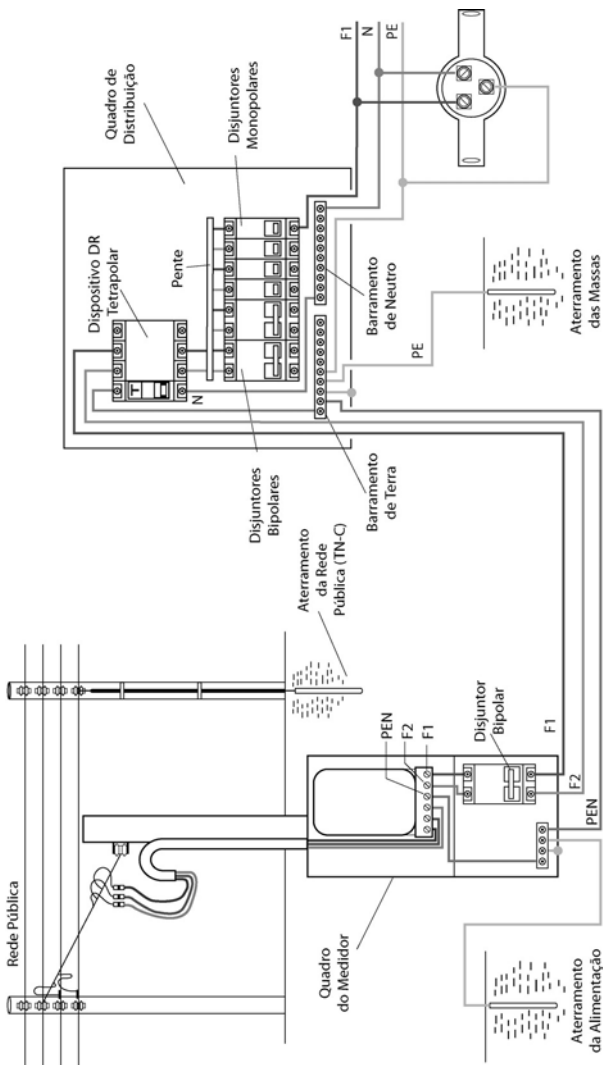 Rede Pública
Aterramento
da Rede
Pública (TN-C)
Quadro
do Medidor
PEN
F2
F1
Disjuntor
Bipolar
F1
F2
PEN
Aterramento
da Alimentação
Quadro de
Distribuição
Dispositivo DR
Tetrapolar
T
N
Pente
Disjuntores
Monopolares
Disjuntores
Bipolares
Barramento
de Terra
Barramento
de Neutro
PE
Aterramento
das Massas
F1
N
PE